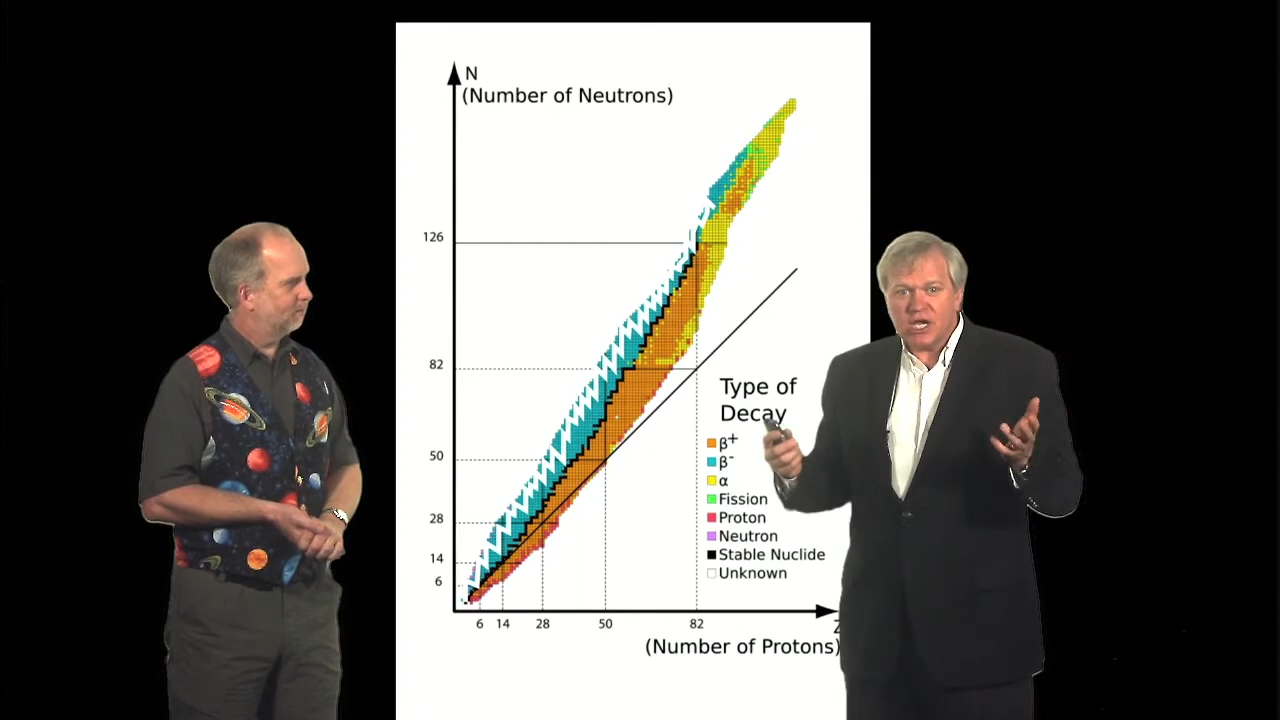 N
(Number of Neutrons)
126
82
50
28
14
6
Type of
Decay
β+
β-
α
Fission
Proton
Neutron
Stable Nuclide
Unknown
6 14 28 50 82
Z
(Number of Protons)